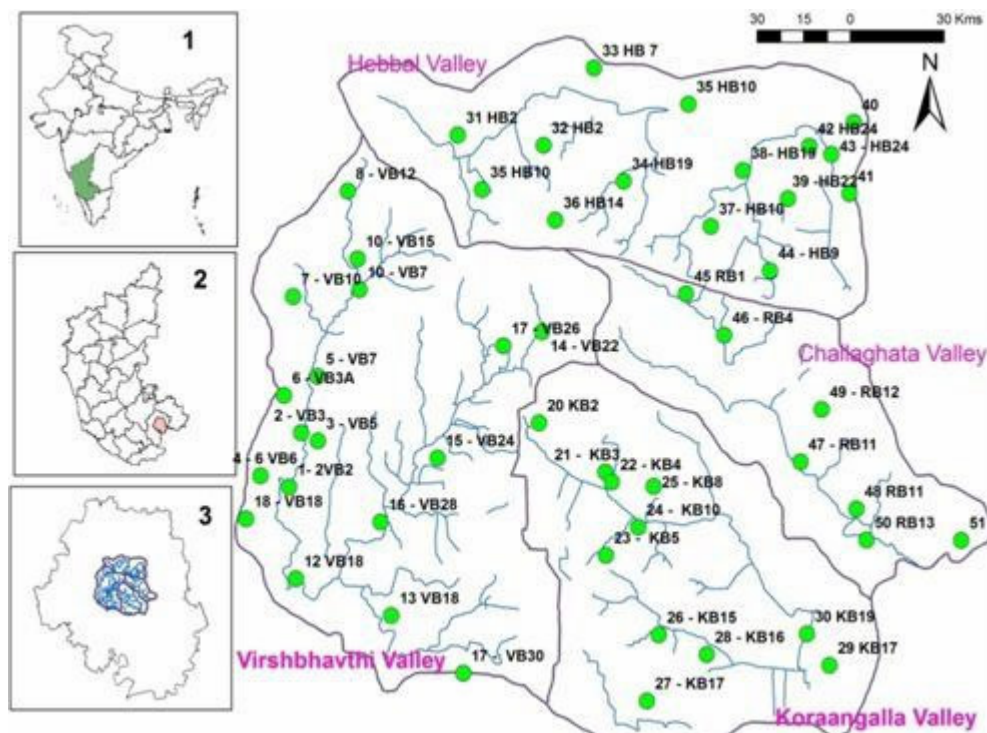 1
2
3
30 15 0 30 Kms
N
Hebbal Valley
33 HB 7
35 HB10
31 HB2
32 HB2
40
42 HB24
43 - HB24
38- HB19
34-HB19
35 HB10
39 -HB22
41
36 HB14
37- HB10
44 - HB9
8 - VB12
10 - VB15
10 - VB7
7 - VB10
45 RB1
46 - RB4
17 - VB26
14 - VB22
Challaghata Valley
5 - VB7
6 - VB3A
49 - RB12
20 KB2
2 - VB3
3 - VB5
15 - VB24
47 - RB11
21 - KB3
22 - KB4
4 - 6 VB6
1- 2VB2
25 - KB8
18 - VB18
16 - VB28
24 - KB10
48 RB11
50 RB13
51
23 - KB5
12 VB18
13 VB18
26 - KB15
30 KB19
28 - KB16
29 KB17
Virshbhavthi Valley
17 - VB30
27 - KB17
Koraangalla Valley